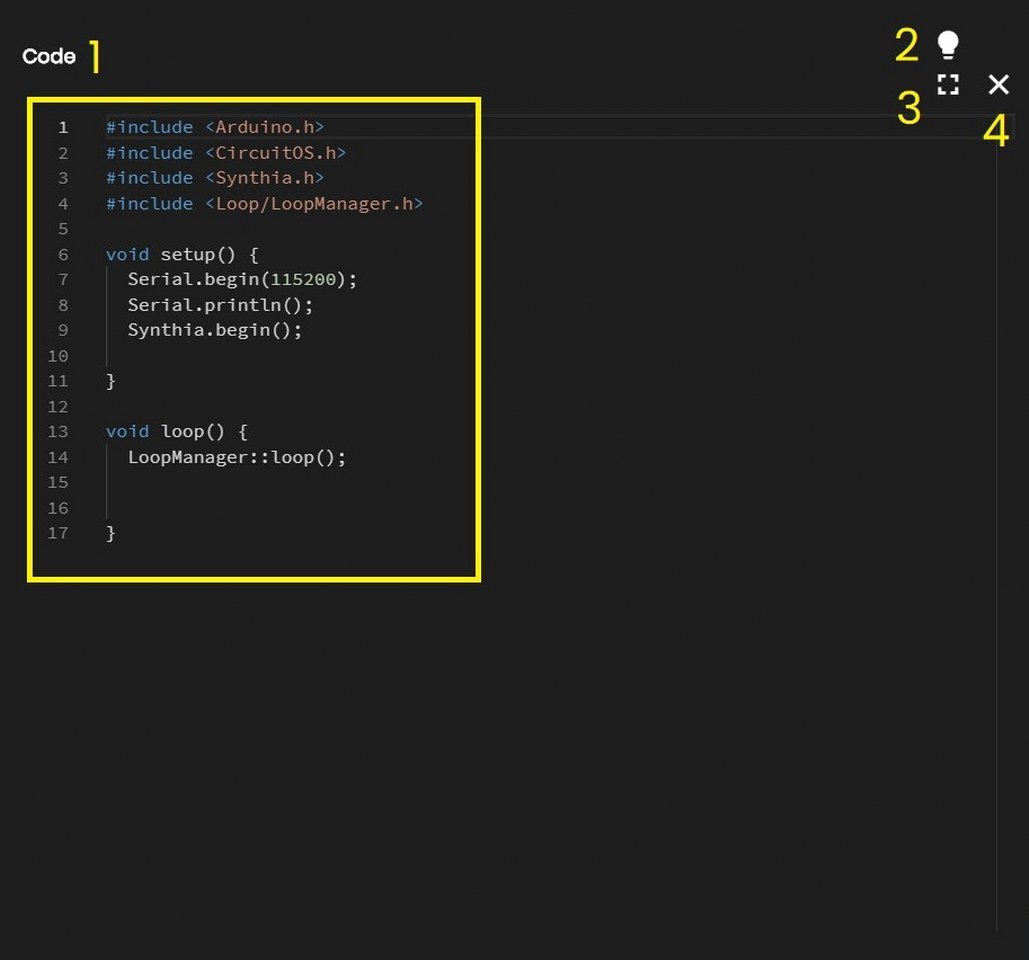 Code 1
2
3
4
1 #include <Arduino.h>
2 #include <CircuitOS.h>
3 #include <Synthia.h>
4 #include <Loop/LoopManager.h>
5
6 void setup() {
7   Serial.begin(115200);
8   Serial.println();
9   Synthia.begin();
10
11 }
12
13 void loop() {
14   LoopManager::loop();
15
16
17 }